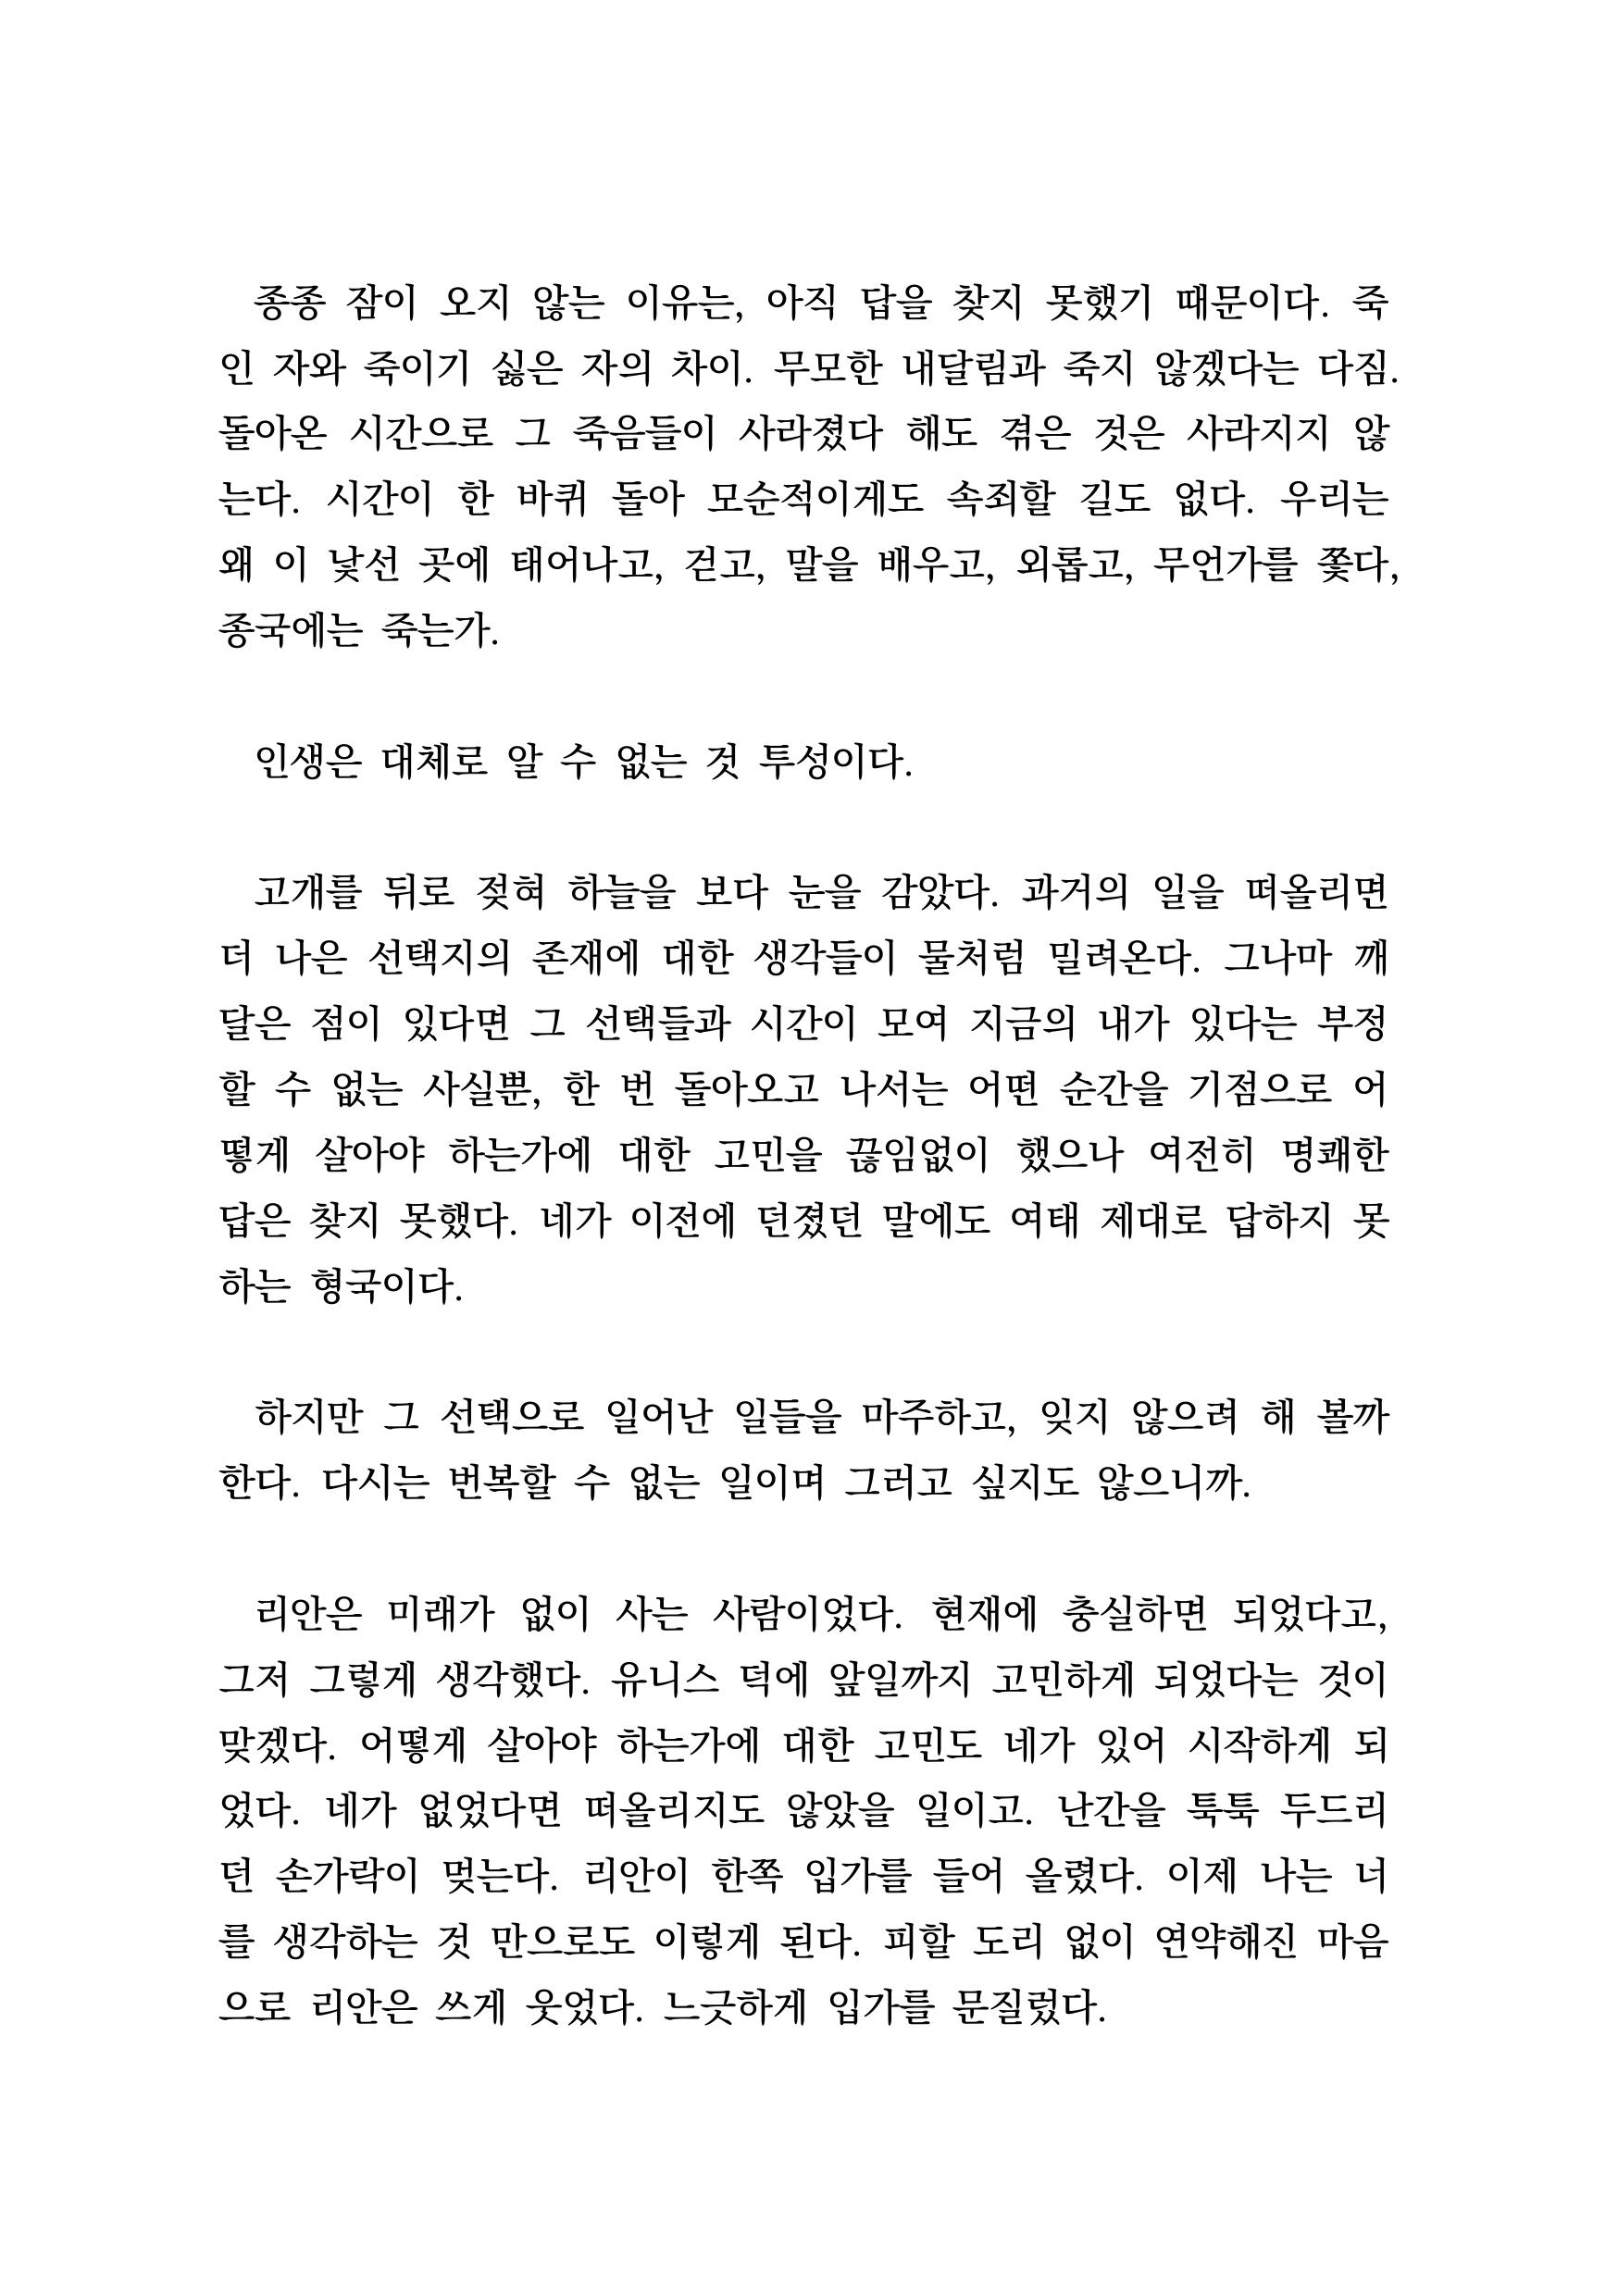 종종 잠이 오지 않는 이유는, 아직 답을 찾지 못했기 때문이다. 죽
인 자와 죽이기 싫은 자의 차이. 무모한 내달림과 죽지 않겠다는 다짐.
돌아온 시간으로 그 죽음들이 사라졌다 해도 겪은 것은 사라지지 않
는다. 시간이 한 바퀴 돌아 모순적이게도 속죄할 길도 없다. 우리는
왜 이 낯선 곳에 태어나고, 걷고, 말을 배우고, 외롭고, 무언가를 쫓다,
종국에는 죽는가.
인생은 대체로 알 수 없는 것 투성이다.
고개를 뒤로 젖혀 하늘을 보다 눈을 감았다. 과거의 일을 떠올리면
더 나은 선택지의 존재에 대한 생각들이 물처럼 밀려온다. 그나마 깨
달은 점이 있다면 그 선택들과 시간이 모여 지금의 내가 있다는 부정
할 수 없는 사실뿐, 한 번 돌아오고 나서는 어떤 순간을 기점으로 어
떻게 살아야 하는가에 대한 고민을 끊임없이 했으나 여전히 명쾌한
답은 찾지 못했다. 네가 이전에 던졌던 말에도 여태 제대로 답하지 못
하는 형국이다.
하지만 그 선택으로 일어난 일들을 마주하고, 잊지 않으려 해 볼까
한다. 다시는 번복할 수 없는 일이며 그러고 싶지도 않으니까.
리안은 미래가 없이 사는 사람이었다. 현재에 충실하면 되었다고,
그저 그렇게 생각했다. 유니스 덕에 앞일까지 고민하게 되었다는 것이
맞겠다. 어떻게 살아야 하는가에 대한 고민도 네가 있어 시작하게 되
었다. 네가 없었다면 떠올리지도 않았을 일이고. 난간을 툭툭 두드리
던 손가락이 멎는다. 리안이 한쪽 입가를 들어 올렸다. 이제 나는 너
를 생각하는 것 만으로도 이렇게 된다. 피할 도리 없이 연약해진 마음
으로 리안은 쓰게 웃었다. 느긋하게 입가를 문질렀다.